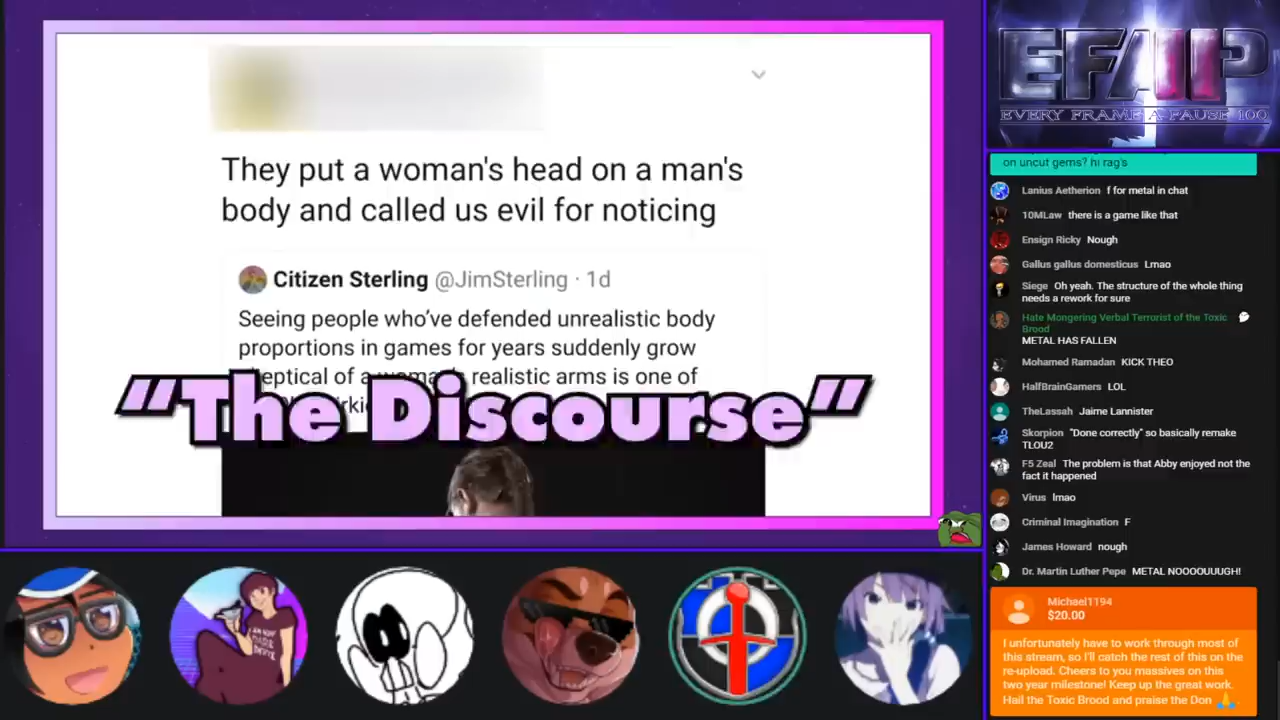 They put a woman's head on a man's
body and called us evil for noticing
Citizen Sterling @JimSterling · 1d
Seeing people who've defended unrealistic body
proportions in games for years suddenly grow
realistic arms is one of
"The Discourse"
EFAP
EVERY FRAME A PAUSE 100
on uncut gems? hi rag's
Lanius Aetherion f for metal in chat
10MLaw there is a game like that
Ensign Ricky Nough
Gallus gallus domesticus Lmao
Siege Oh yeah. The structure of the whole thing
needs a rework for sure
Hate Mongering Verbal Terrorist of the Toxic
Brood
METAL HAS FALLEN
Mohamed Ramadan KICK THEO
HalfBrainGamers LOL
TheLassah Jaime Lannister
Skorpion "Done correctly" so basically remake
TLOU2
F5 Zeal The problem is that Abby enjoyed not the
fact it happened
Virus lmao
Criminal Imagination F
James Howard nough
Dr. Martin Luther Pepe METAL NOOOOUUUGH!
Michael1194
$20.00
I unfortunately have to work through most of
this stream, so I'll catch the rest of this on the
re-upload. Cheers to you massives on this
two year milestone! Keep up the great work.
Hail the Toxic Brood and praise the Don 🙏